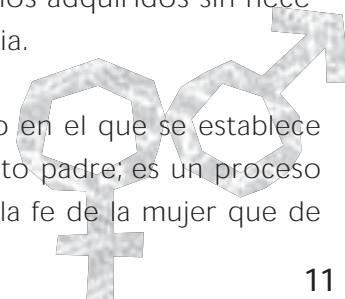 os adquiridos sin nece
ia.
o en el que se establece
to padre; es un proceso
la fe de la mujer que de
11